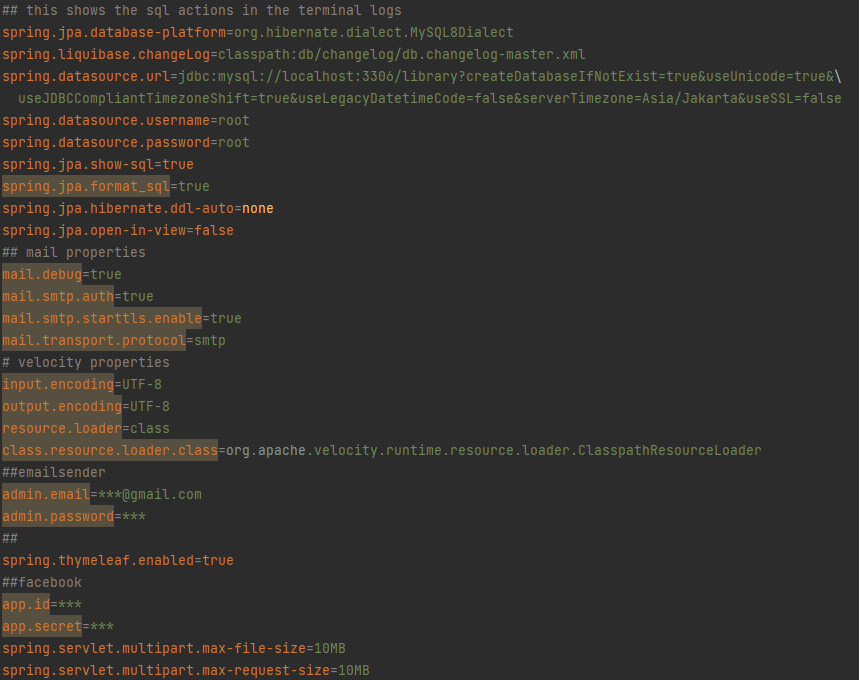 ## this shows the sql actions in the terminal logs
spring.jpa.database-platform=org.hibernate.dialect.MySQL8Dialect
spring.liquibase.changeLog=classpath:db/changelog/db.changelog-master.xml
spring.datasource.url=jdbc:mysql://localhost:3306/library?createDatabaseIfNotExist=true&useUnicode=true&\
  useJDBCCompliantTimezoneShift=true&useLegacyDatetimeCode=false&serverTimezone=Asia/Jakarta&useSSL=false
spring.datasource.username=root
spring.datasource.password=root
spring.jpa.show-sql=true
spring.jpa.format_sql=true
spring.jpa.hibernate.ddl-auto=none
spring.jpa.open-in-view=false
## mail properties
mail.debug=true
mail.smtp.auth=true
mail.smtp.starttls.enable=true
mail.transport.protocol=smtp
# velocity properties
input.encoding=UTF-8
output.encoding=UTF-8
resource.loader=class
class.resource.loader.class=org.apache.velocity.runtime.resource.loader.ClasspathResourceLoader
##emailsender
admin.email=***@gmail.com
admin.password=***
##
spring.thymeleaf.enabled=true
##facebook
app.id=***
app.secret=***
spring.servlet.multipart.max-file-size=10MB
spring.servlet.multipart.max-request-size=10MB